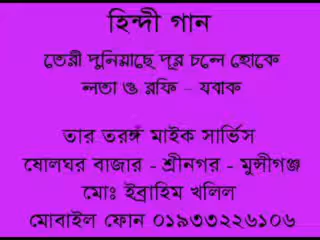 হিন্দী গান
তেরী দুনিয়াছে দূর চলে হোকে
লতা ও রফি - যবাক
তার তরঙ্গঁ মাইক সার্ভিস
ষোলঘর বাজার - শ্রীনগর - মুন্সীগঞ্জ
মোঃ ইব্রাহিম খলিল
মোবাইল ফোন ০১৯৩৩২২৬১০৬